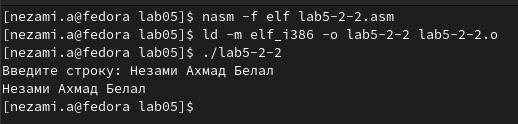 [nezami.a@fedora lab05]$ nasm -f elf lab5-2-2.asm
[nezami.a@fedora lab05]$ ld -m elf_i386 -o lab5-2-2 lab5-2-2.o
[nezami.a@fedora lab05]$ ./lab5-2-2
Введите строку: Незами Ахмад Белал
Незами Ахмад Белал
[nezami.a@fedora lab05]$